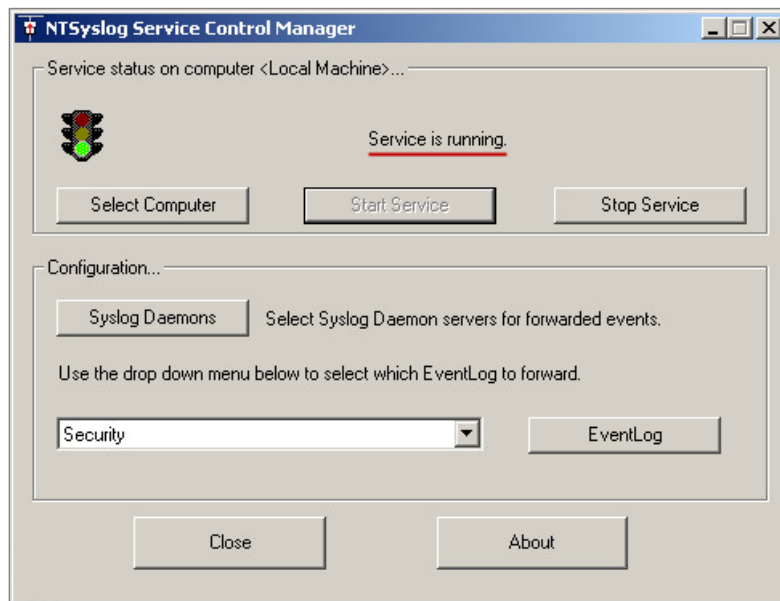 NTSyslog Service Control Manager
Service status on computer <Local Machine>...
Service is running.
Select Computer Start Service Stop Service
Configuration...
Syslog Daemons Select Syslog Daemon servers for forwarded events.
Use the drop down menu below to select which EventLog to forward.
Security EventLog
Close About